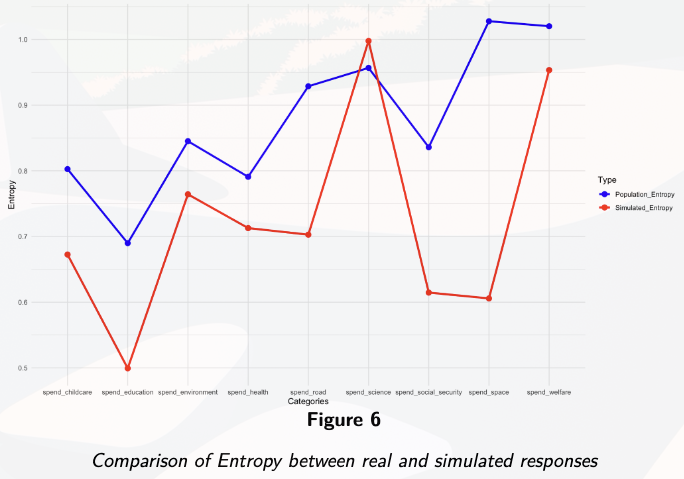 1.0
0.9
0.8
0.7
0.6
0.5
Entropy
spend_childcare spend_education spend_environment spend_health spend_road spend_science spend_social_security spend_space spend_welfare
Categories
Type
Population_Entropy
Simulated_Entropy
Figure 6
Comparison of Entropy between real and simulated responses